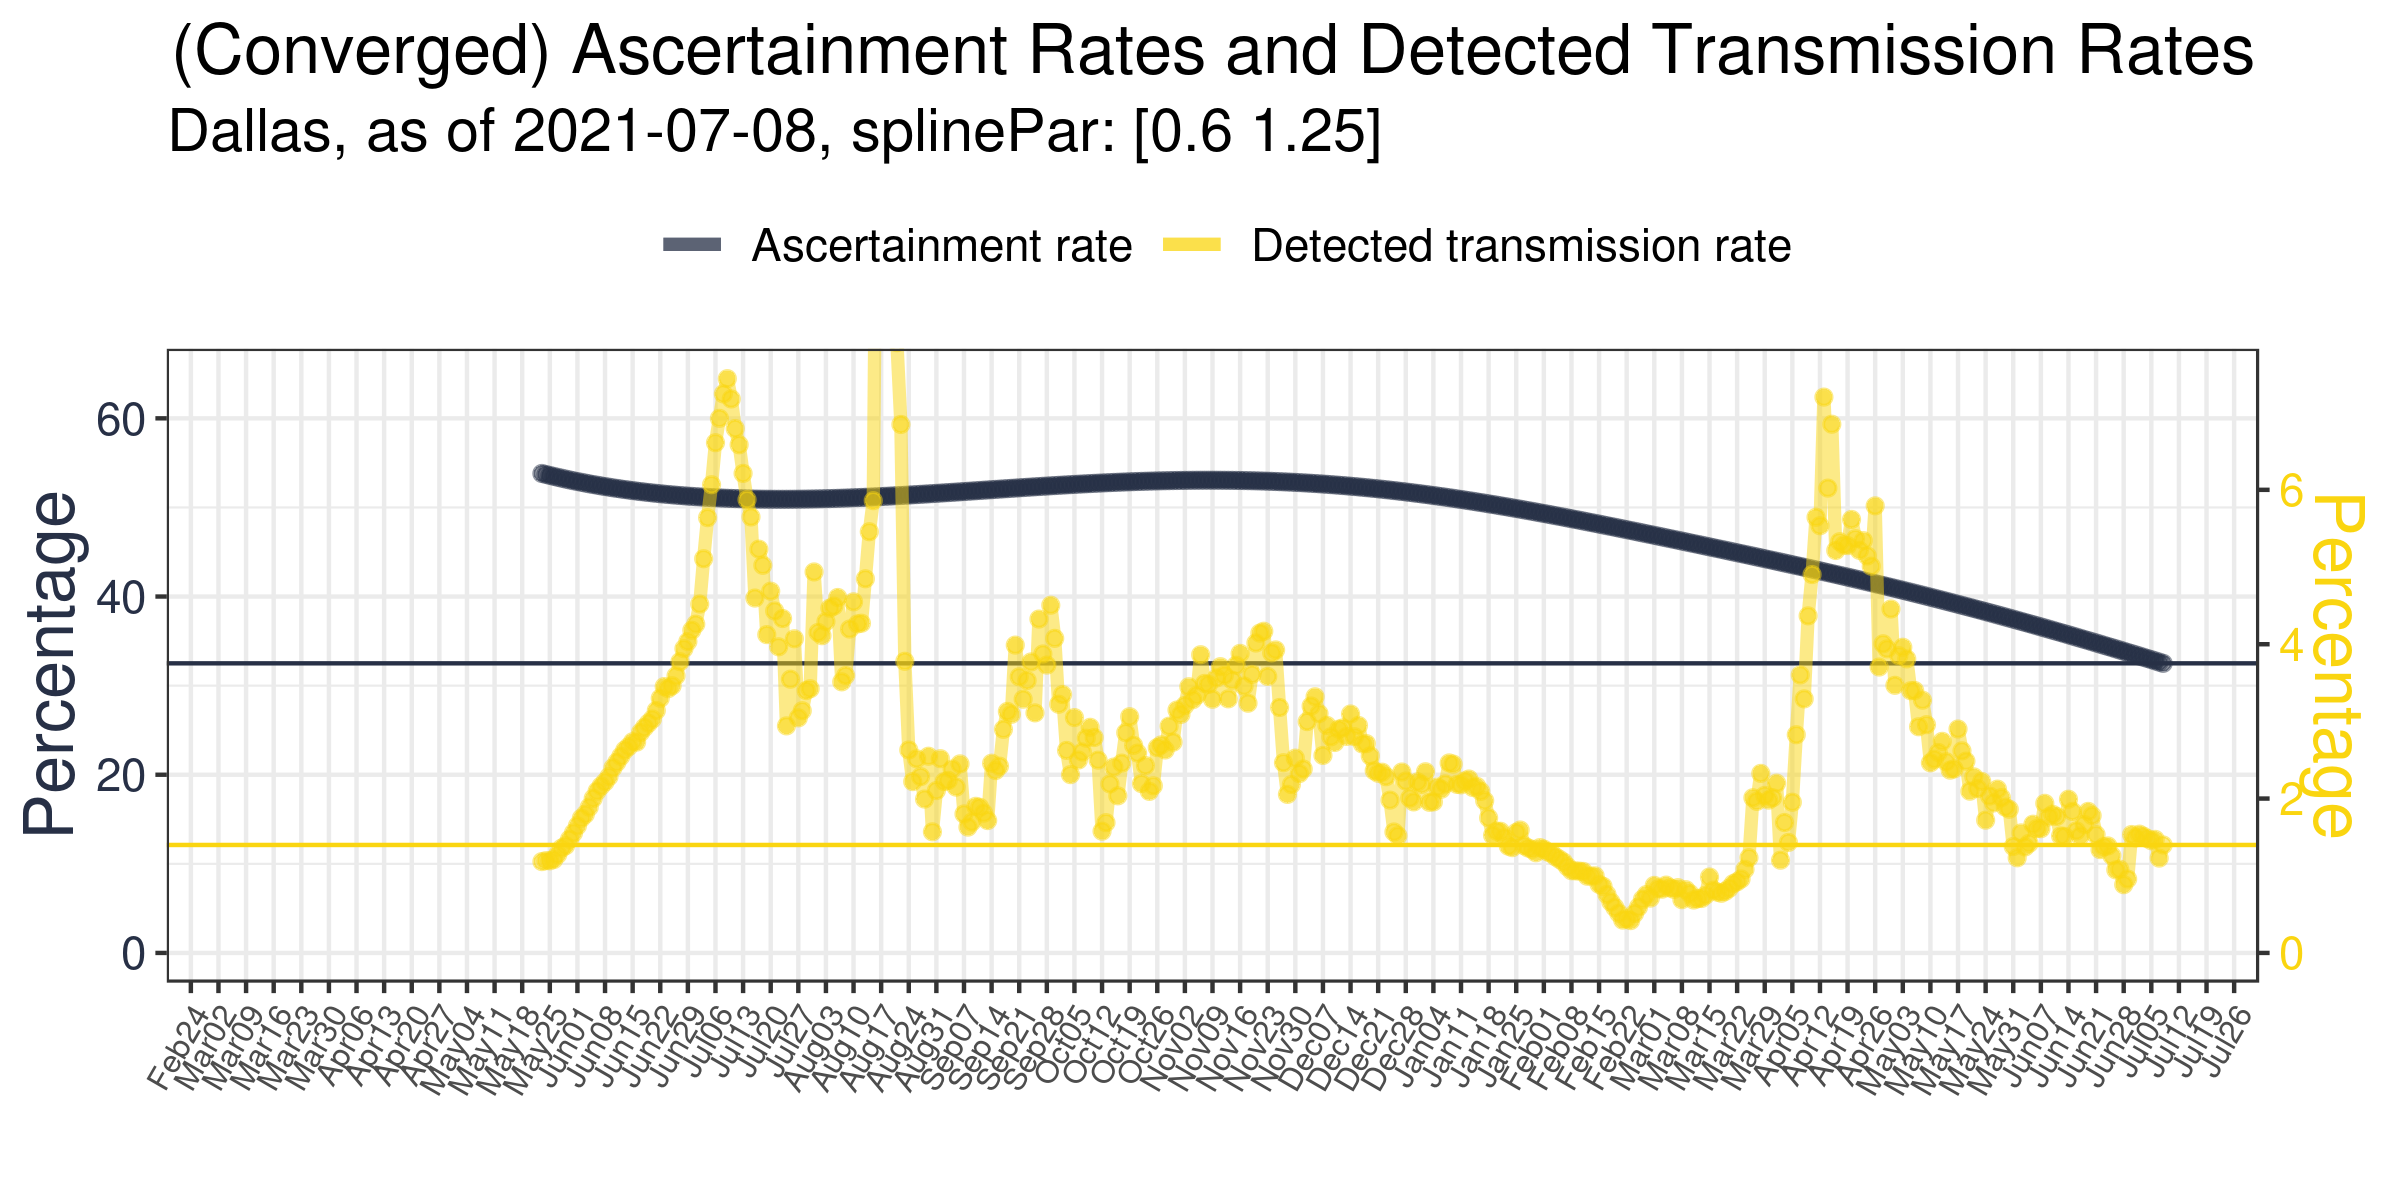 (Converged) Ascertainment Rates and Detected Transmission Rates
Dallas, as of 2021-07-08, splinePar: [0.6 1.25]
Ascertainment rate Detected transmission rate
Percentage
60
40
20
0
6
4
2
0
Percentage
Feb24 Mar02 Mar09 Mar16 Mar23 Mar30 Apr06 Apr13 Apr20 Apr27 May04 May11 May18 May25 Jun01 Jun08 Jun15 Jun22 Jun29 Jul06 Jul13 Jul20 Jul27 Aug03 Aug10 Aug17 Aug24 Aug31 Sep07 Sep14 Sep21 Sep28 Oct05 Oct12 Oct19 Oct26 Nov02 Nov09 Nov16 Nov23 Nov30 Dec07 Dec14 Dec21 Dec28 Jan04 Jan11 Jan18 Jan25 Feb01 Feb08 Feb15 Feb22 Mar01 Mar08 Mar15 Mar22 Mar29 Apr05 Apr12 Apr19 Apr26 May03 May10 May17 May24 May31 Jun07 Jun14 Jun21 Jun28 Jul05 Jul12 Jul19 Jul26